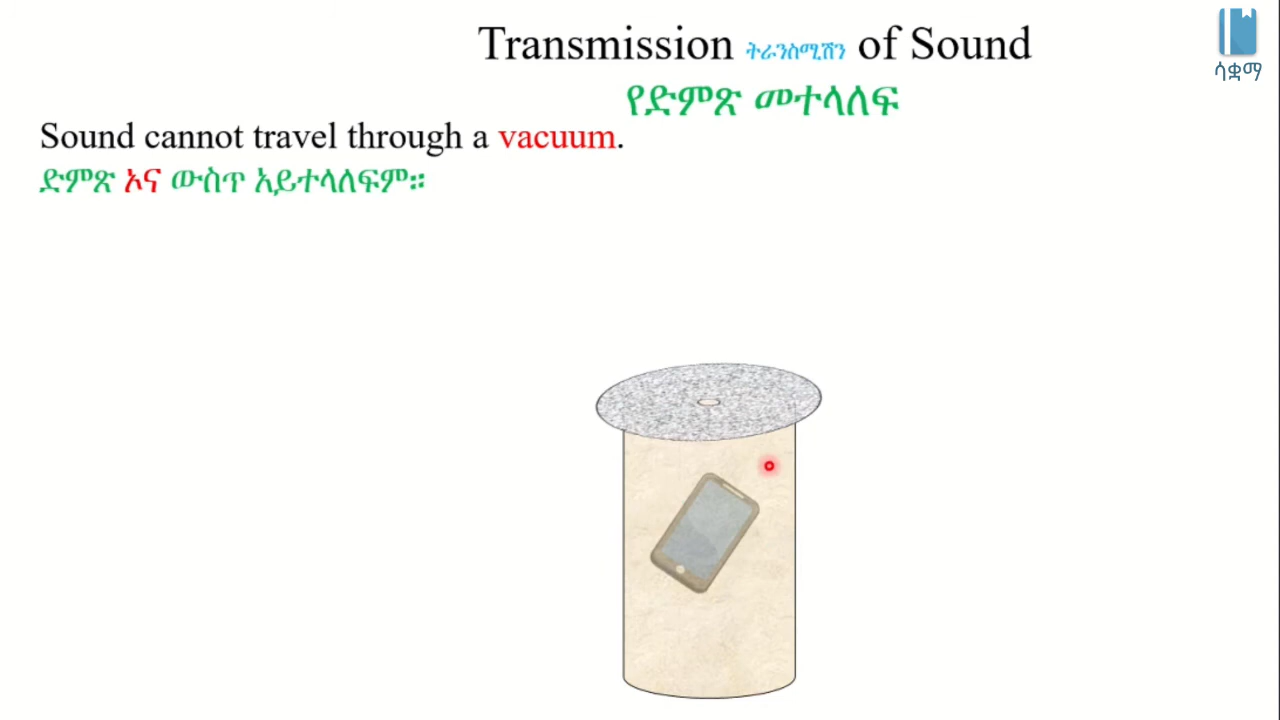 Transmission ትራንስሚሽን of Sound
የድምጽ መተላለፍ
Sound cannot travel through a vacuum.
ድምጽ ኦና ውስጥ አይተላለፍም።
ሳቋማ